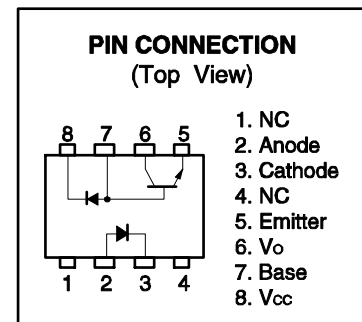 PIN CONNECTION
(Top View)
8 7 6 5
1 2 3 4
1. NC
2. Anode
3. Cathode
4. NC
5. Emitter
6. Vo
7. Base
8. Vcc